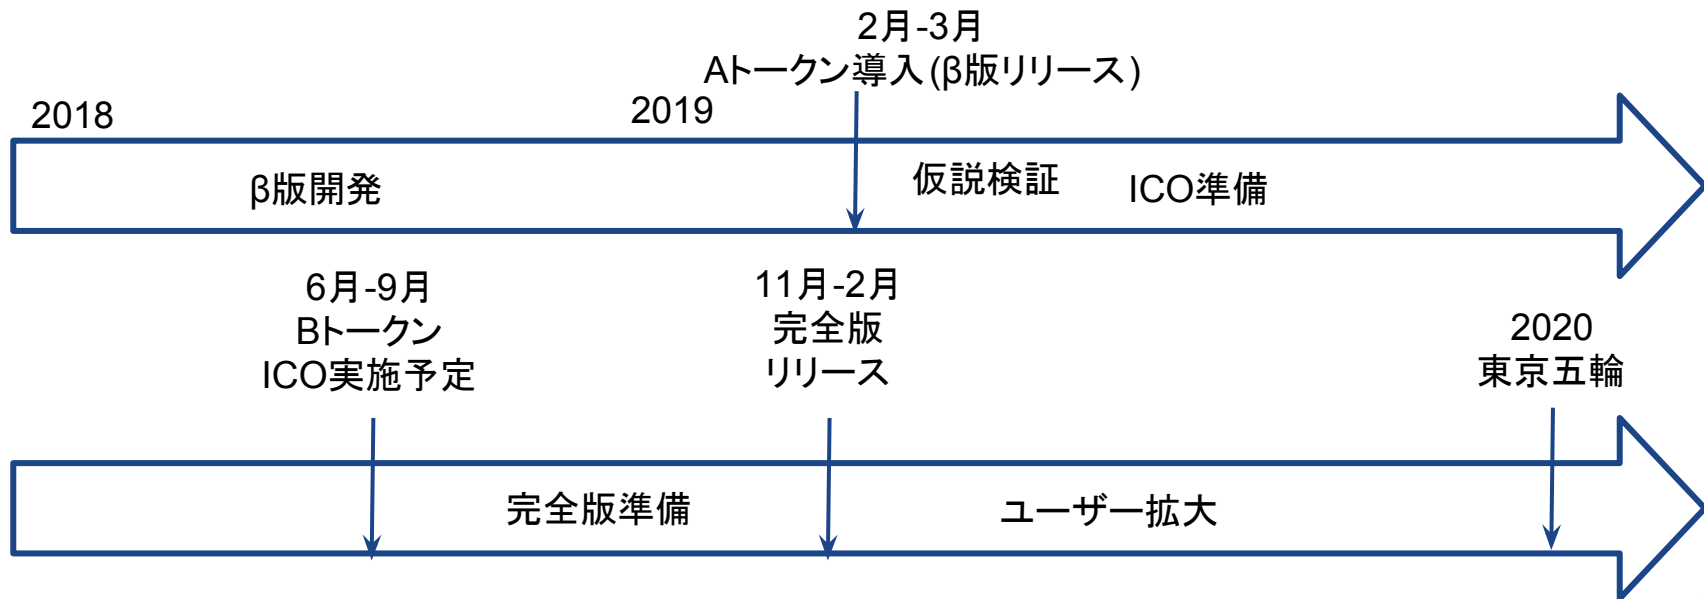 2月-3月
Aトークン導入(β版リリース)
2018
2019
β版開発
仮説検証
ICO準備
6月-9月
Bトークン
ICO実施予定
11月-2月
完全版
リリース
2020
東京五輪
完全版準備
ユーザー拡大